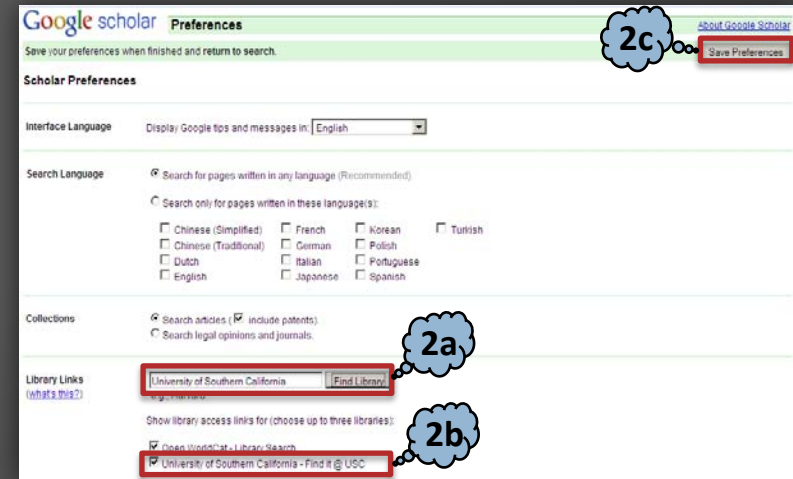 Google scholar Preferences
About Google Scholar
2c
Save your preferences when finished and return to search.
Save Preferences
Scholar Preferences
Interface Language
Display Google tips and messages in: English
Search Language
Search for pages written in any language (Recommended)
Search only for pages written in these language(s):
Chinese (Simplified) French Korean Turkish
Chinese (Traditional) German Polish
Dutch Italian Portuguese
English Japanese Spanish
Collections
Search articles ( include patents).
Search legal opinions and journals.
2a
Library Links
(what's this?)
University of Southern California Find Library
e.g., Harvard
Show library access links for (choose up to three libraries):
2b
Open WorldCat - Library Search
University of Southern California - Find it @ USC